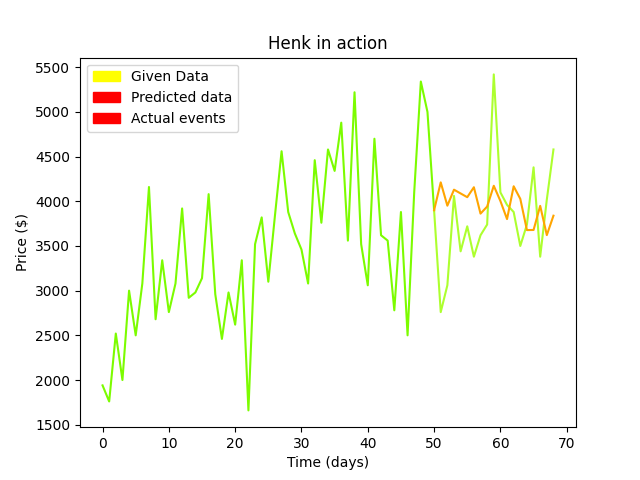 Henk in action
Given Data
Predicted data
Actual events
5500
5000
4500
4000
3500
3000
2500
2000
1500
Price ($)
0 10 20 30 40 50 60 70
Time (days)